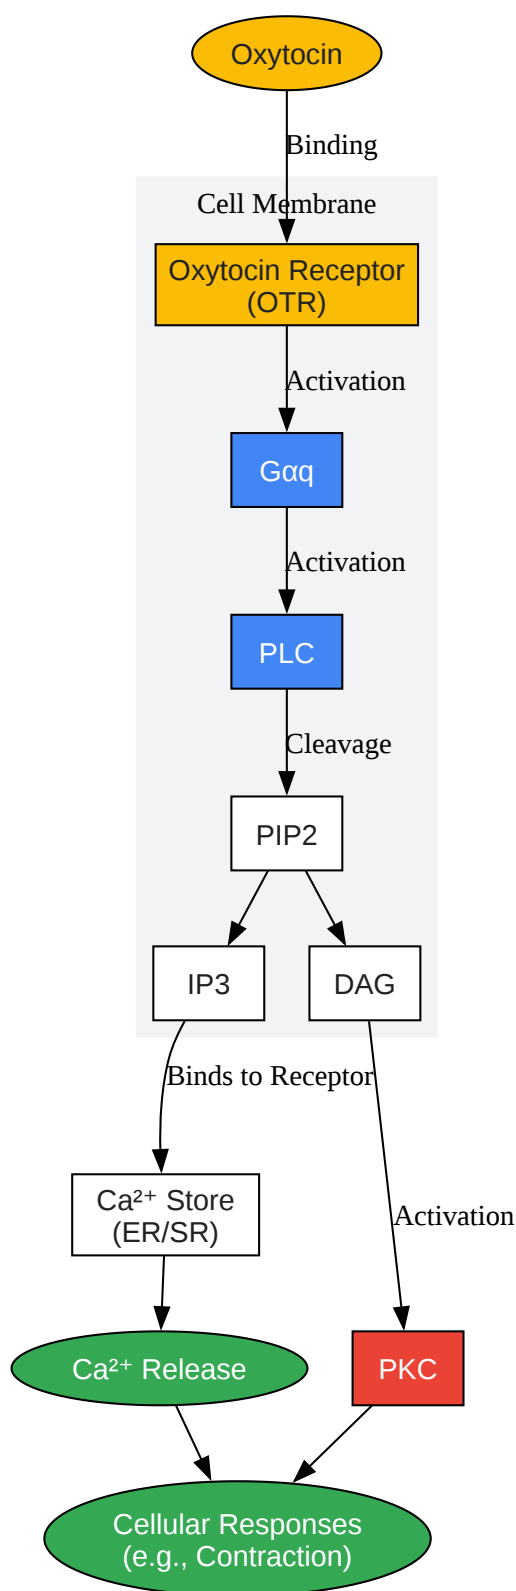 Oxytocin
Binding
Cell Membrane
Oxytocin Receptor
(OTR)
Activation
Gαq
Activation
PLC
Cleavage
PIP2
IP3
DAG
Binds to Receptor
Ca²⁺ Store
(ER/SR)
Activation
Ca²⁺ Release
PKC
Cellular Responses
(e.g., Contraction)